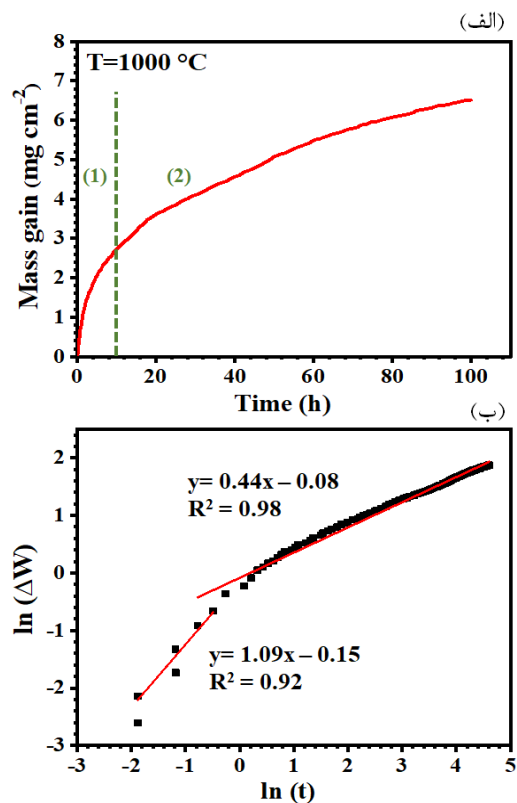 (الف)
T=1000 °C
(1)
(2)
Mass gain (mg cm⁻²)
8
7
6
5
4
3
2
1
0
0 20 40 60 80 100
Time (h)
(ب)
y= 0.44x – 0.08
R² = 0.98
y= 1.09x – 0.15
R² = 0.92
ln (ΔW)
2
1
0
-1
-2
-3
-3 -2 -1 0 1 2 3 4 5
ln (t)